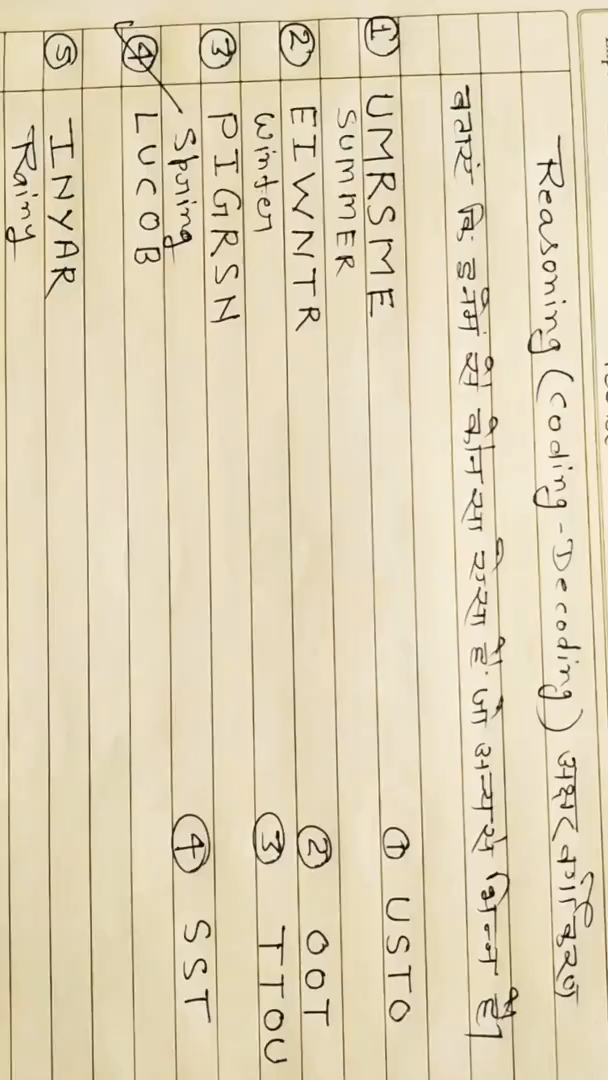 Reasoning (Coding-Decoding) अक्षर वर्गीकरण
बताएं कि इनमें से कौनसा ऐसा है जो अन्य से भिन्न है।
① UMRSME
SUMMER
② EIWNTR
Winter
③ PIGRSN
Spring
④ LUCOB
⑤ INYAR
Rainy
① USTO
② OOT
③ TTOU
④ SST